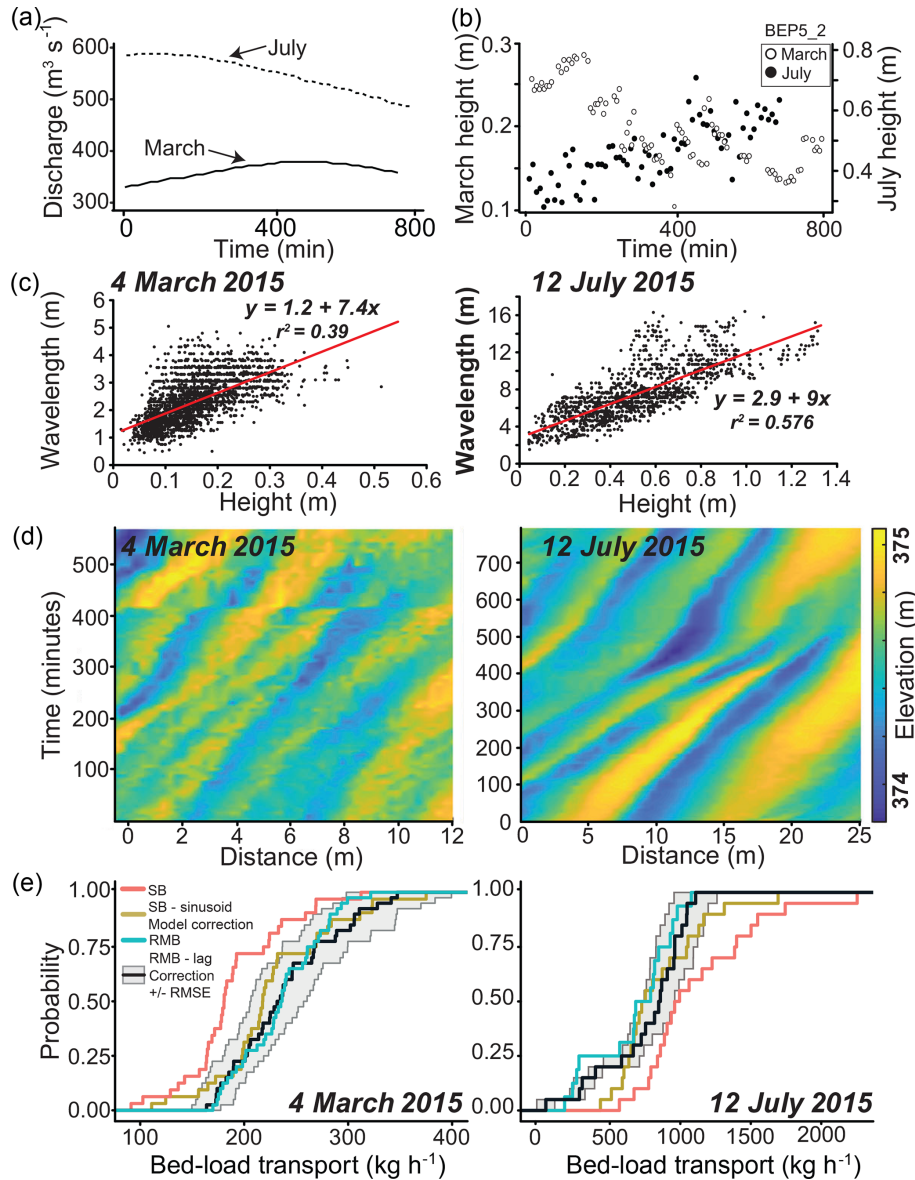 (a)
600
500
400
300
Discharge (m³ s⁻¹)
July
March
0
400
800
Time (min)
(b)
BEP5_2
March
July
0.3
0.2
0.1
March height (m)
0.8
0.6
0.4
July height (m)
0
400
800
Time (min)
(c)
4 March 2015
y = 1.2 + 7.4x
r² = 0.39
6
5
4
3
2
1
0
Wavelength (m)
0
0.1
0.2
0.3
0.4
0.5
0.6
Height (m)
12 July 2015
y = 2.9 + 9x
r² = 0.576
16
12
8
4
0
Wavelength (m)
0
0.2
0.4
0.6
0.8
1.0
1.2
1.4
Height (m)
(d)
4 March 2015
500
400
300
200
100
Time (minutes)
0
2
4
6
8
10
12
Distance (m)
12 July 2015
700
600
500
400
300
200
100
0
0
5
10
15
20
25
Distance (m)
375
374
Elevation (m)
(e)
1.00
0.75
0.50
0.25
0.00
Probability
SB
SB - sinusoid
Model correction
RMB
RMB - lag
Correction
+/- RMSE
4 March 2015
100
200
300
400
Bed-load transport (kg h⁻¹)
1.00
0.75
0.50
0.25
0.00
12 July 2015
0
500
1000
1500
2000
Bed-load transport (kg h⁻¹)